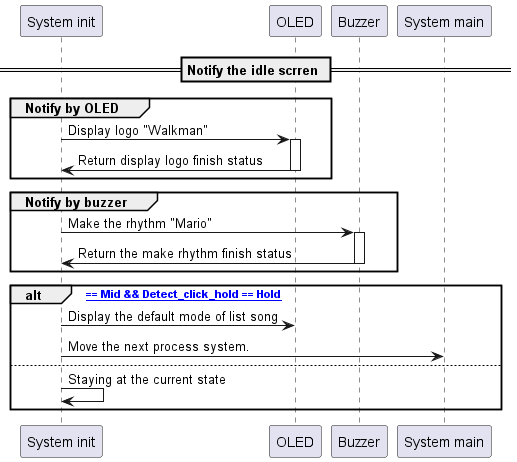 System init OLED Buzzer System main
Notify the idle scrren
Notify by OLED
Display logo "Walkman"
Return display logo finish status
Notify by buzzer
Make the rhythm "Mario"
Return the make rhythm finish status
alt == Mid && Detect_click_hold == Hold
Display the default mode of list song
Move the next process system.
Staying at the current state
System init OLED Buzzer System main